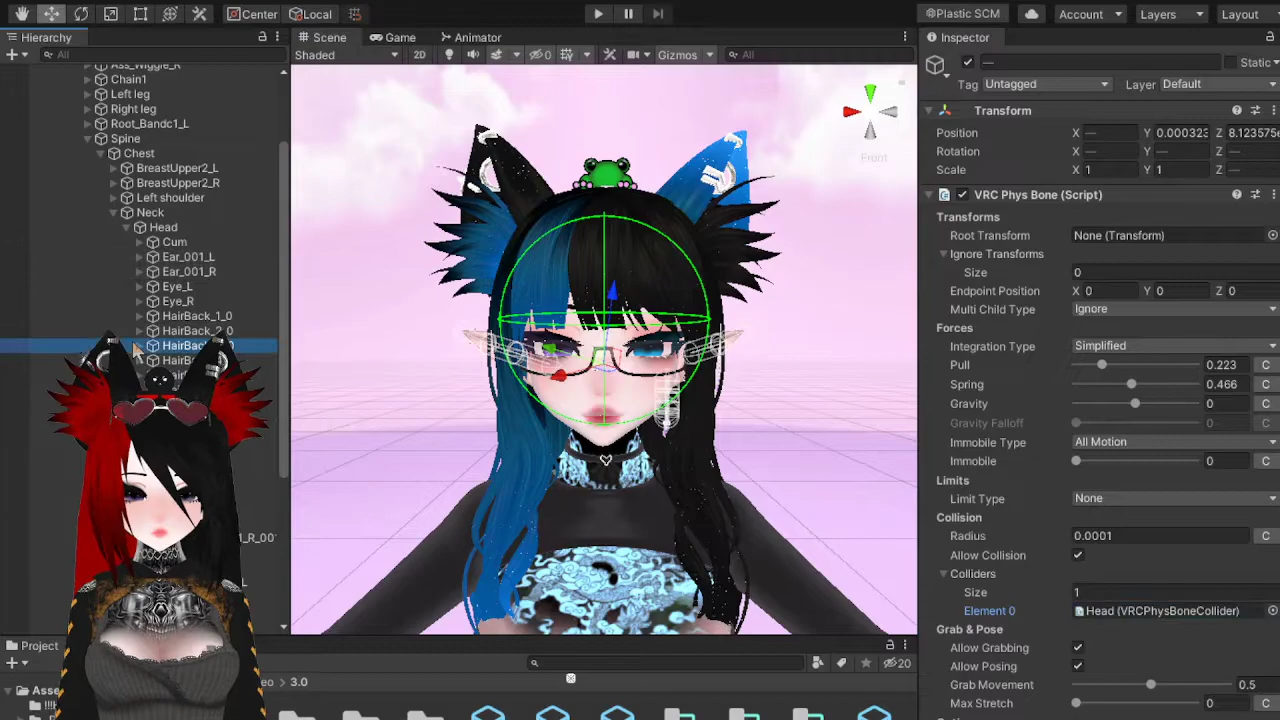 Center
Local
Plastic SCM
Account
Layers
Layout
Hierarchy
All
Ass_Wiggle_R
Chain1
Left leg
Right leg
Root_Bandc1_L
Spine
Chest
BreastUpper2_L
BreastUpper2_R
Left shoulder
Neck
Head
Cum
Ear_001_L
Ear_001_R
Eye_L
Eye_R
HairBack_1_0
HairBack_2_0
Scene
Game
Animator
Shaded
2D
0
Gizmos
All
Front
Inspector
—
Static
Tag Untagged
Layer Default
Transform
Position X — Y 0.000323 Z 8.123575
Rotation X — Y — Z —
Scale X 1 Y 1 Z 1
VRC Phys Bone (Script)
Transforms
Root Transform None (Transform)
Ignore Transforms
Size 0
Endpoint Position X 0 Y 0 Z 0
Multi Child Type Ignore
Forces
Integration Type Simplified
Pull 0.223 C
Spring 0.466 C
Gravity 0 C
Gravity Falloff 0 C
Immobile Type All Motion
Immobile 0 C
Limits
Limit Type None
Collision
Radius 0.0001 C
Allow Collision
Colliders
Size 1
Element 0 Head (VRCPhysBoneCollider)
Grab & Pose
Allow Grabbing
Allow Posing
Grab Movement 0.5
Max Stretch 0 C
Project
20
3.0